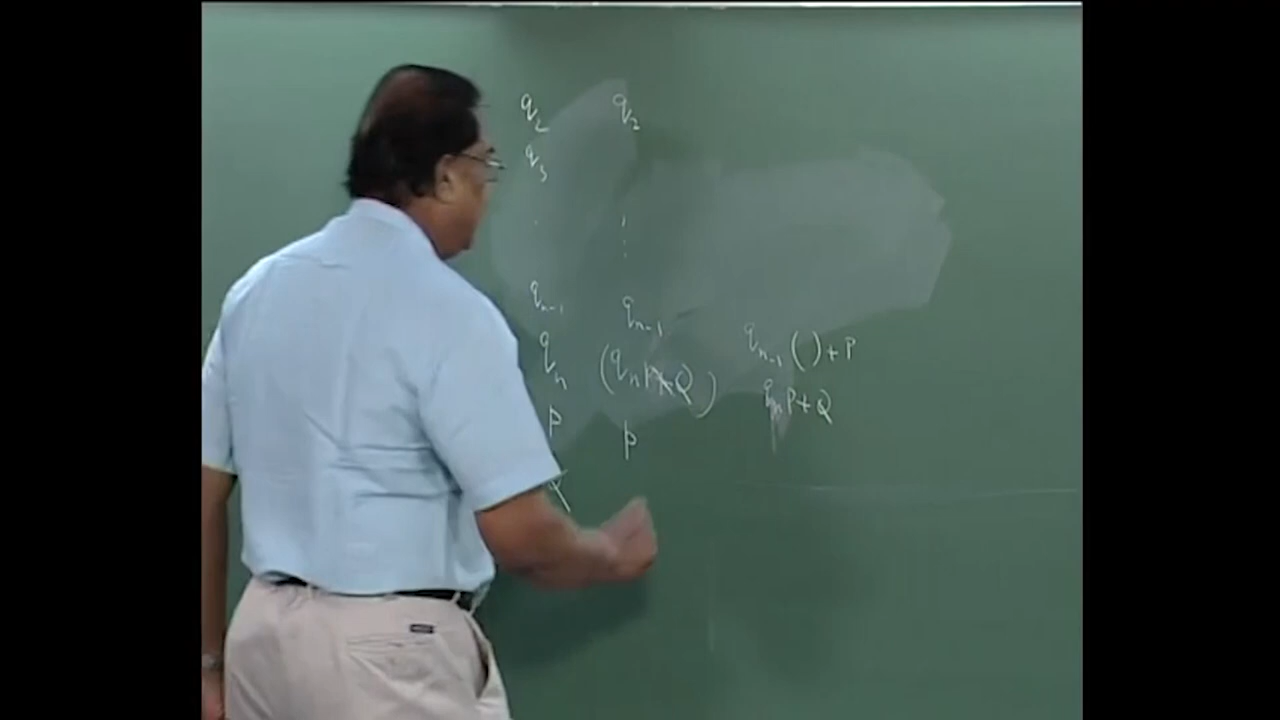 q₂ q₂
q₃
. ⋮
qₙ₋₁ qₙ₋₁
qₙ₋₁ ( ) + P
qₙ (qₙP+Q)
qₙP+Q
P P
Q